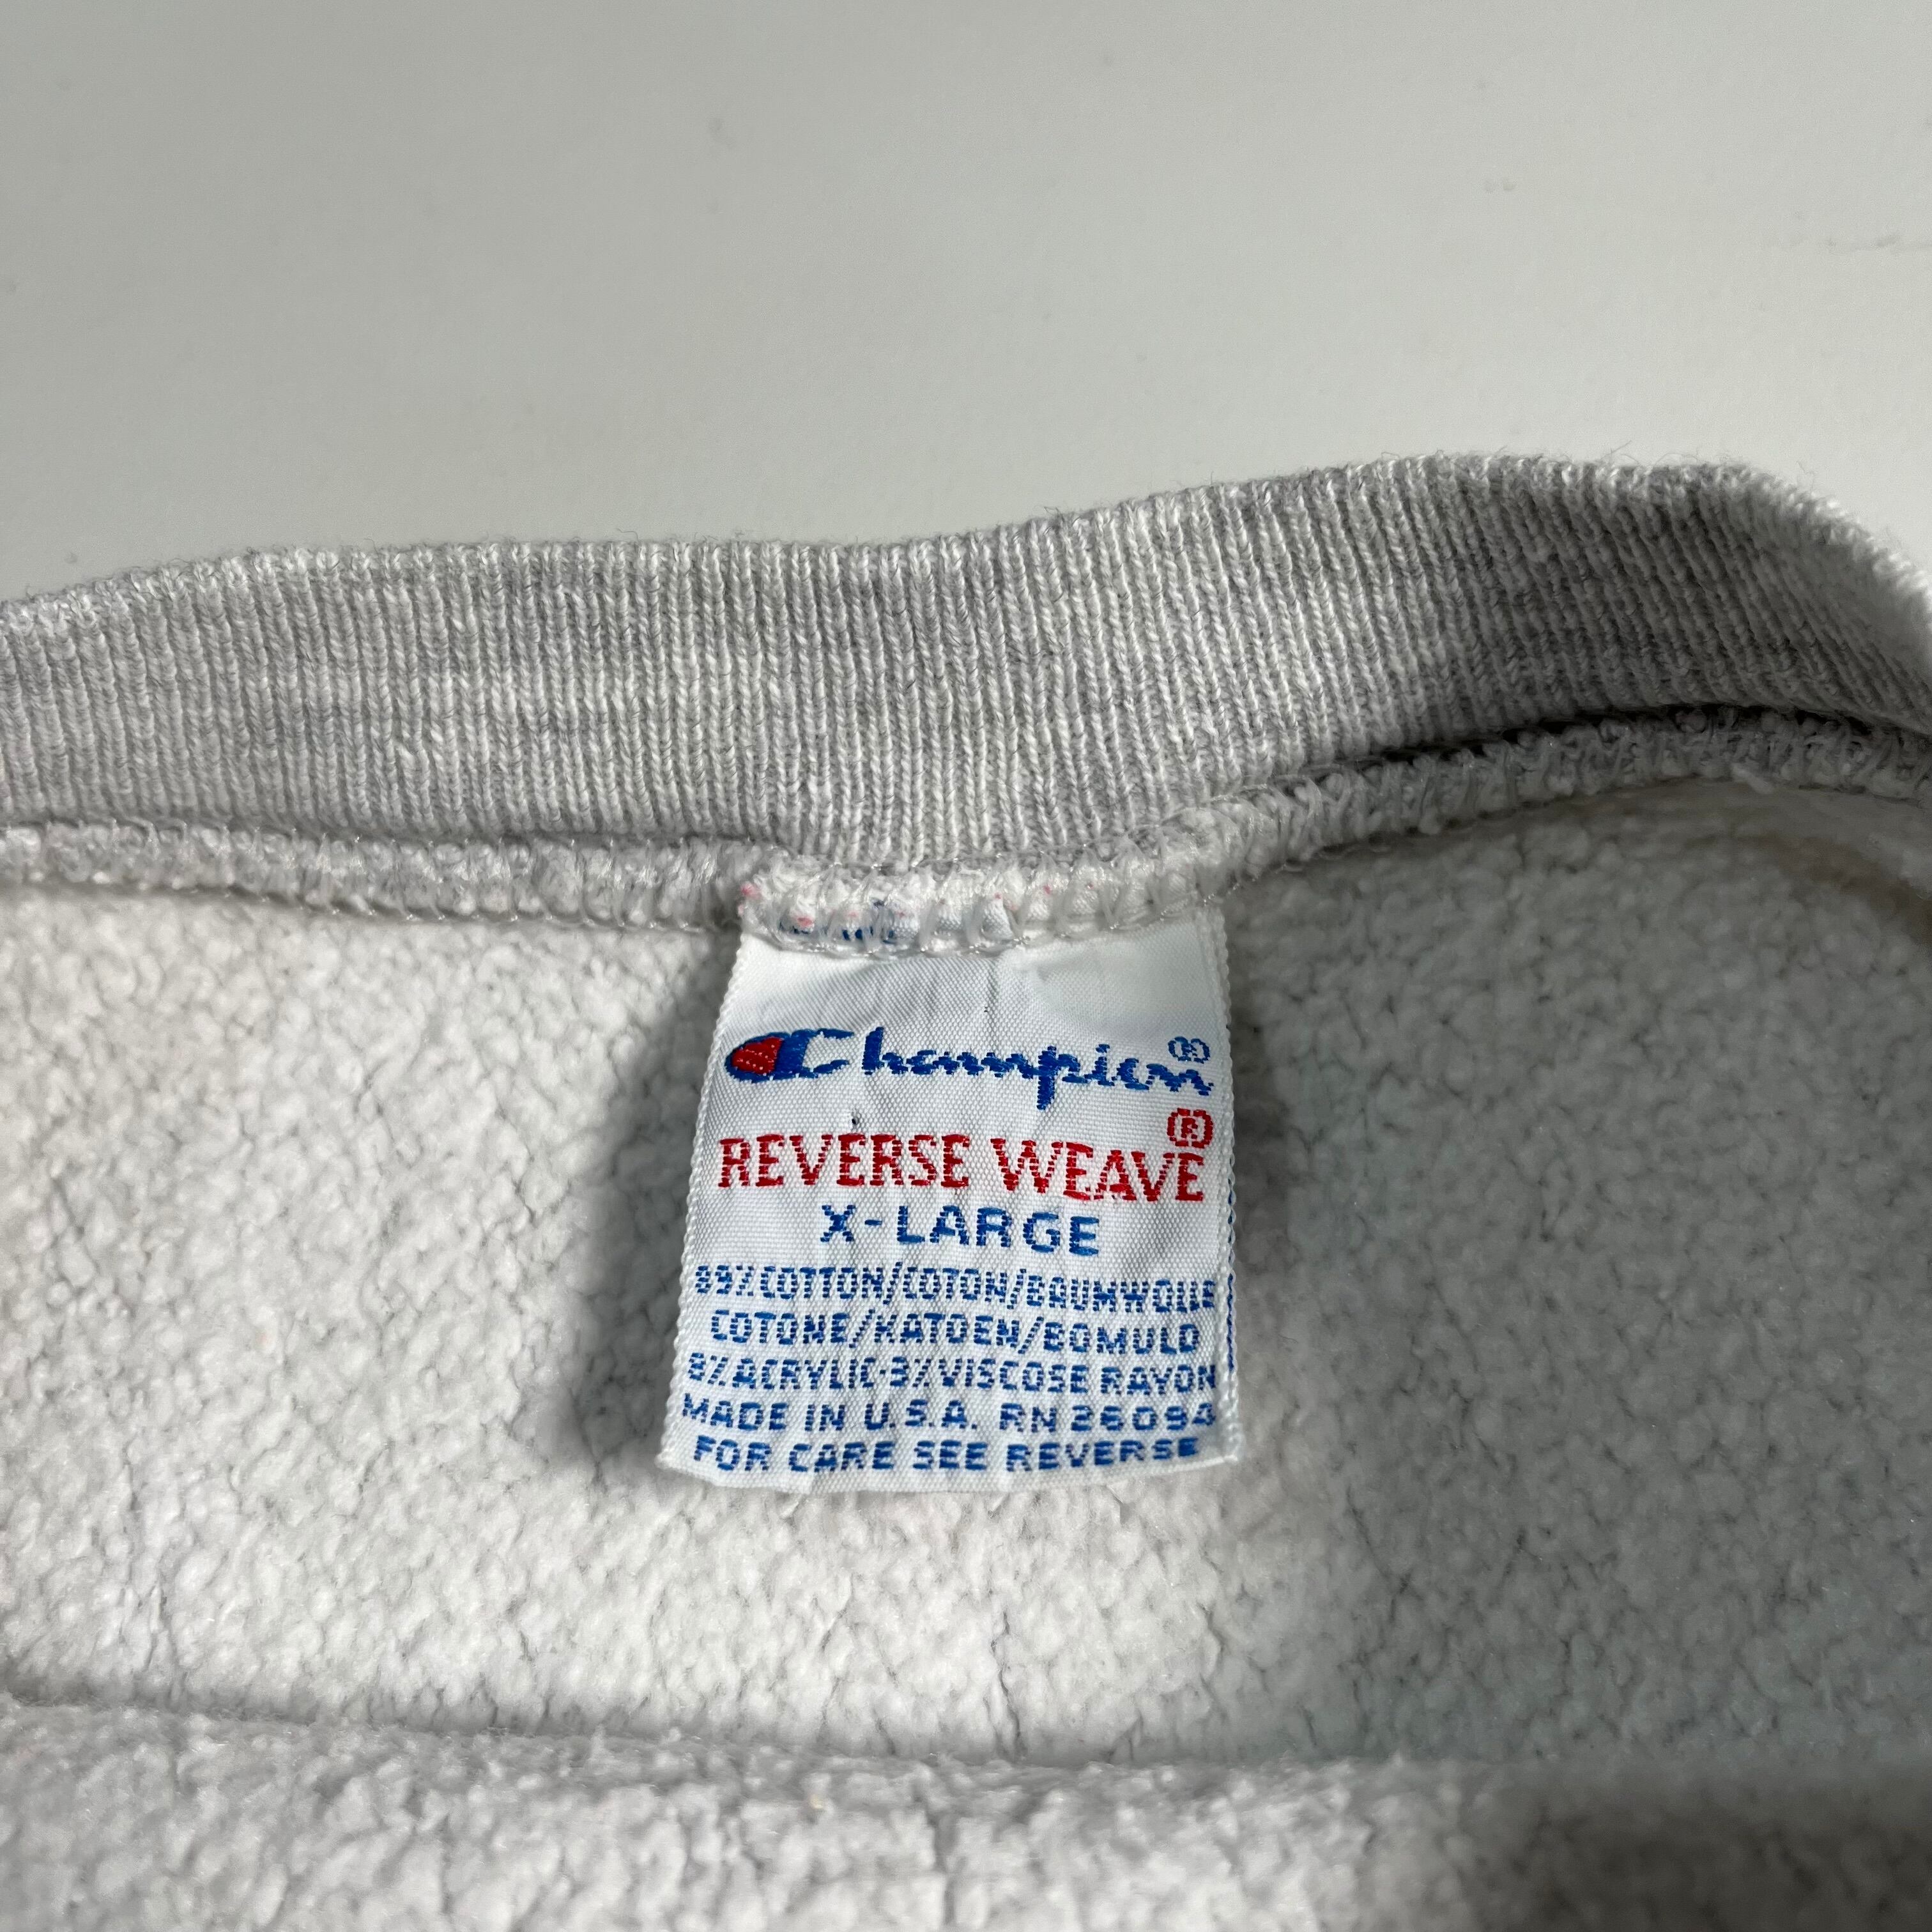 Champion®
REVERSE WEAVE®
X-LARGE
89% COTTON/COTON/BAUMWOLLE
COTONE/KATOEN/BOMULD
8% ACRYLIC-3% VISCOSE RAYON
MADE IN U.S.A. RN 26094
FOR CARE SEE REVERSE